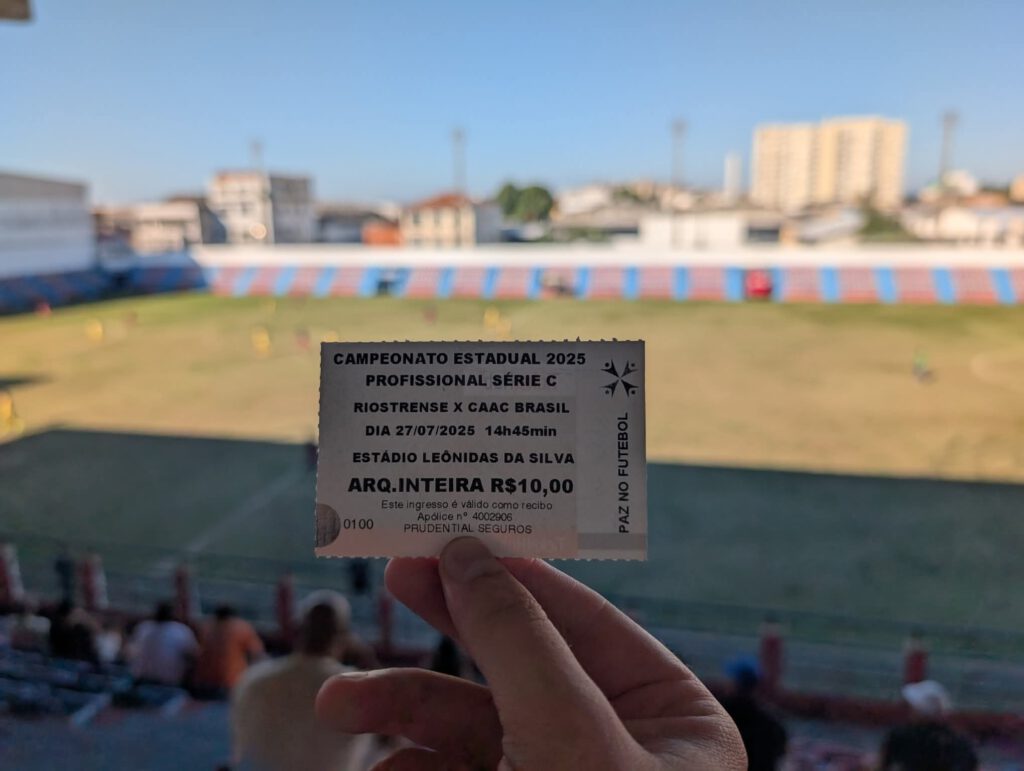 CAMPEONATO ESTADUAL 2025
PROFISSIONAL SÉRIE C
RIOSTRENSE X CAAC BRASIL
DIA 27/07/2025 14h45min
ESTÁDIO LEÔNIDAS DA SILVA
ARQ.INTEIRA R$10,00
Este ingresso é válido como recibo
Apólice nº 4002906
0100
PRUDENTIAL SEGUROS
PAZ NO FUTEBOL